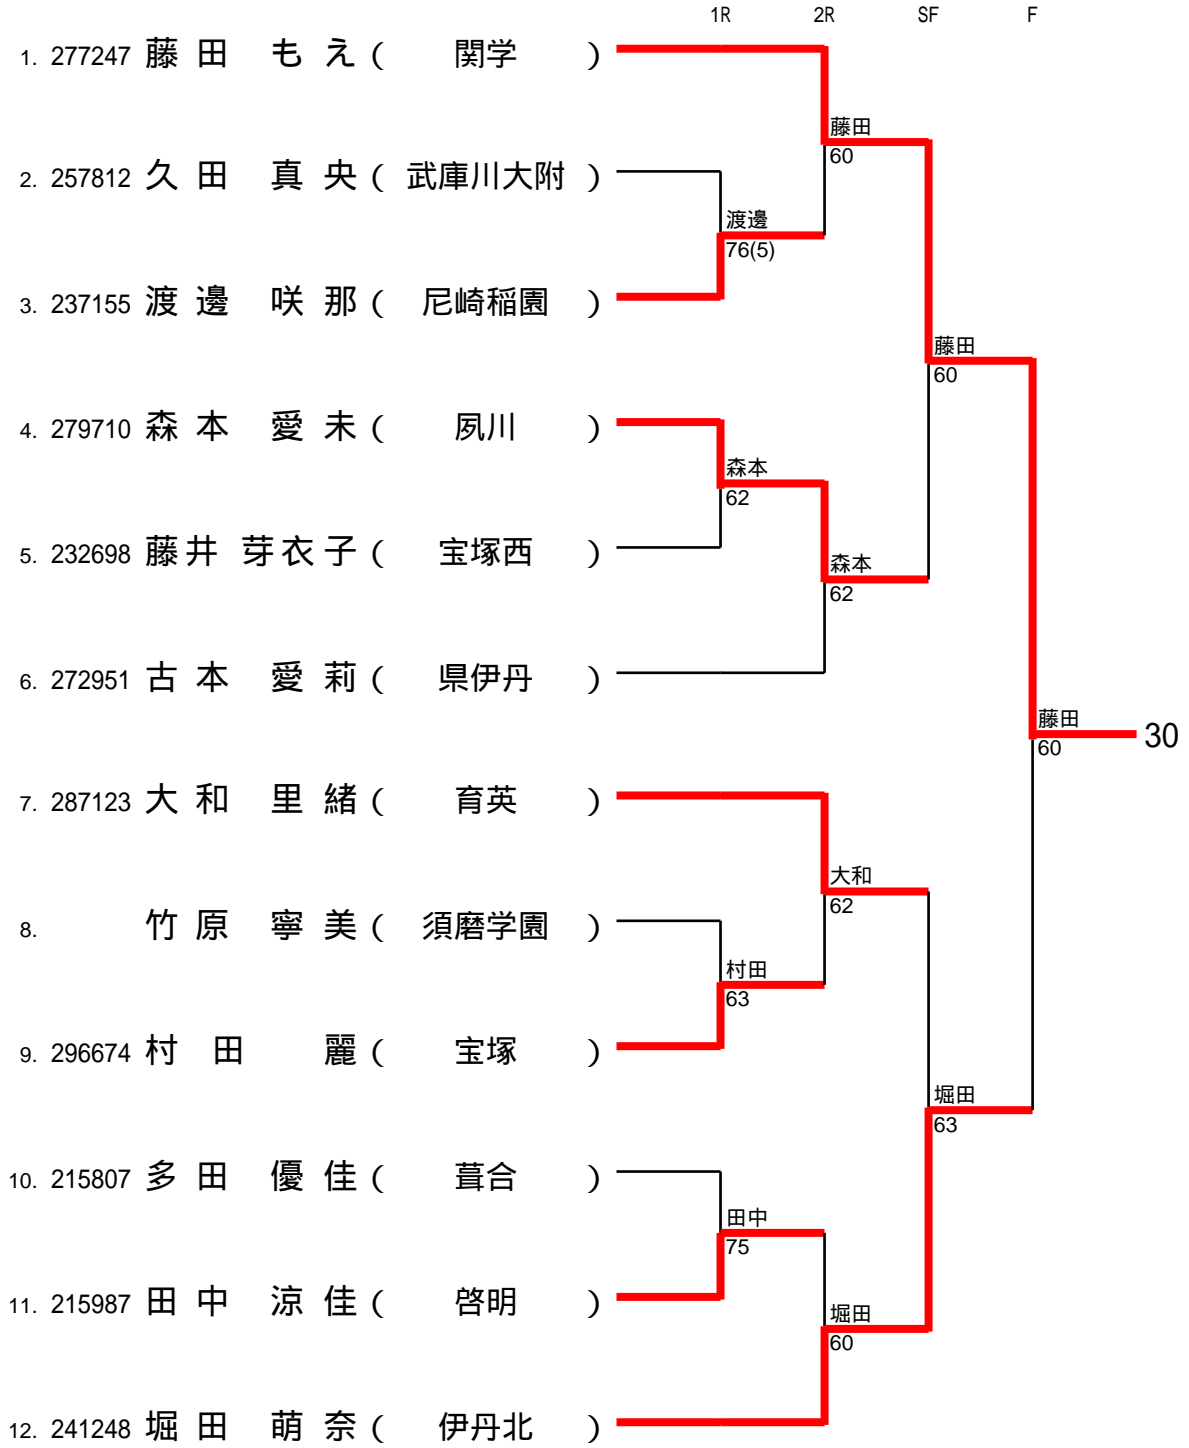 1R 2R SF F
1. 277247 藤田 もえ ( 関学 )
藤田
60
2. 257812 久田 真央 ( 武庫川大附 )
渡邊
76(5)
3. 237155 渡邊 咲那 ( 尼崎稲園 )
藤田
60
4. 279710 森本 愛未 ( 夙川 )
森本
62
5. 232698 藤井 芽衣子 ( 宝塚西 )
森本
62
6. 272951 古本 愛莉 ( 県伊丹 )
藤田
60
30
7. 287123 大和 里緒 ( 育英 )
大和
62
8. 竹原 寧美 ( 須磨学園 )
村田
63
9. 296674 村田 麗 ( 宝塚 )
堀田
63
10. 215807 多田 優佳 ( 葺合 )
田中
75
11. 215987 田中 涼佳 ( 啓明 )
堀田
60
12. 241248 堀田 萌奈 ( 伊丹北 )